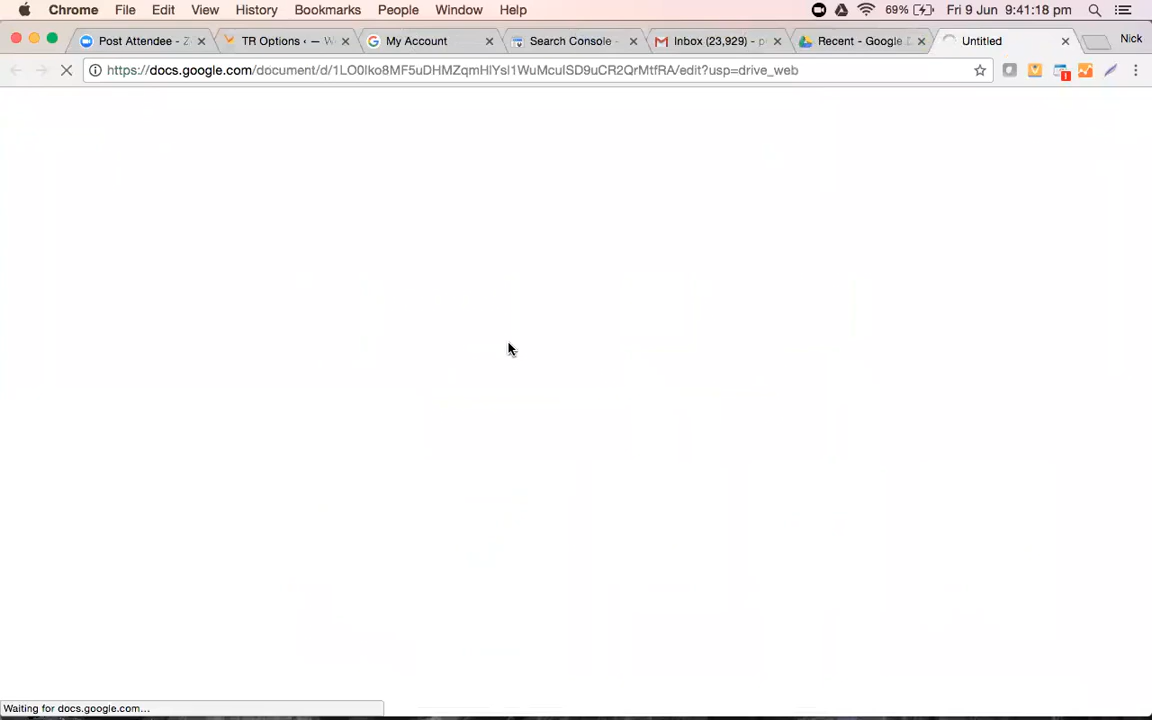 Chrome File Edit View History Bookmarks People Window Help 69% Fri 9 Jun 9:41:18 pm
Post Attendee - Z TR Options ‹ — W My Account Search Console - Inbox (23,929) - p Recent - Google D Untitled Nick
https://docs.google.com/document/d/1LO0lko8MF5uDHMZqmHlYsl1WuMculSD9uCR2QrMtfRA/edit?usp=drive_web 1
Waiting for docs.google.com...